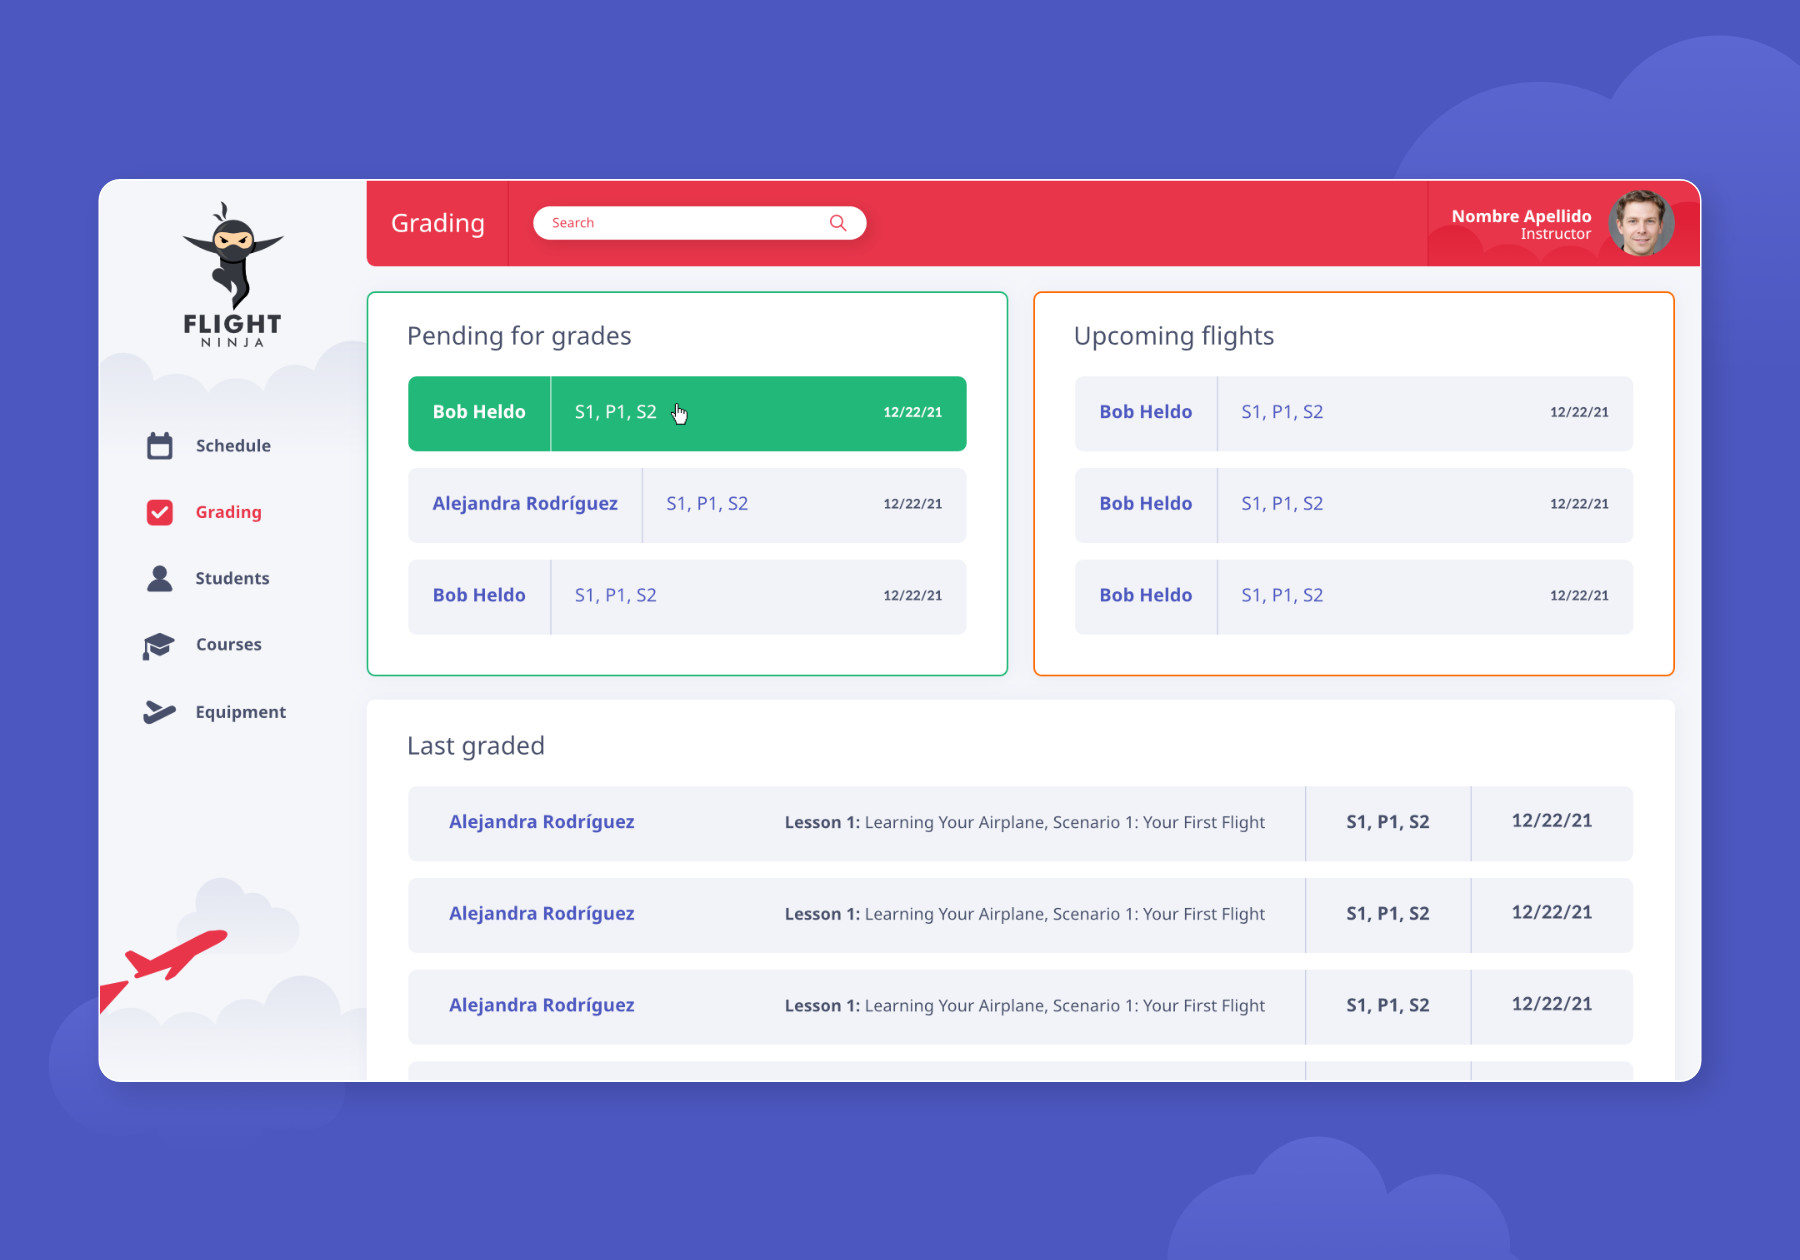 FLIGHT
NINJA
Schedule
Grading
Students
Courses
Equipment
Grading
Search
Nombre Apellido
Instructor
Pending for grades
Bob Heldo S1, P1, S2 12/22/21
Alejandra Rodríguez S1, P1, S2 12/22/21
Bob Heldo S1, P1, S2 12/22/21
Upcoming flights
Bob Heldo S1, P1, S2 12/22/21
Bob Heldo S1, P1, S2 12/22/21
Bob Heldo S1, P1, S2 12/22/21
Last graded
Alejandra Rodríguez Lesson 1: Learning Your Airplane, Scenario 1: Your First Flight S1, P1, S2 12/22/21
Alejandra Rodríguez Lesson 1: Learning Your Airplane, Scenario 1: Your First Flight S1, P1, S2 12/22/21
Alejandra Rodríguez Lesson 1: Learning Your Airplane, Scenario 1: Your First Flight S1, P1, S2 12/22/21